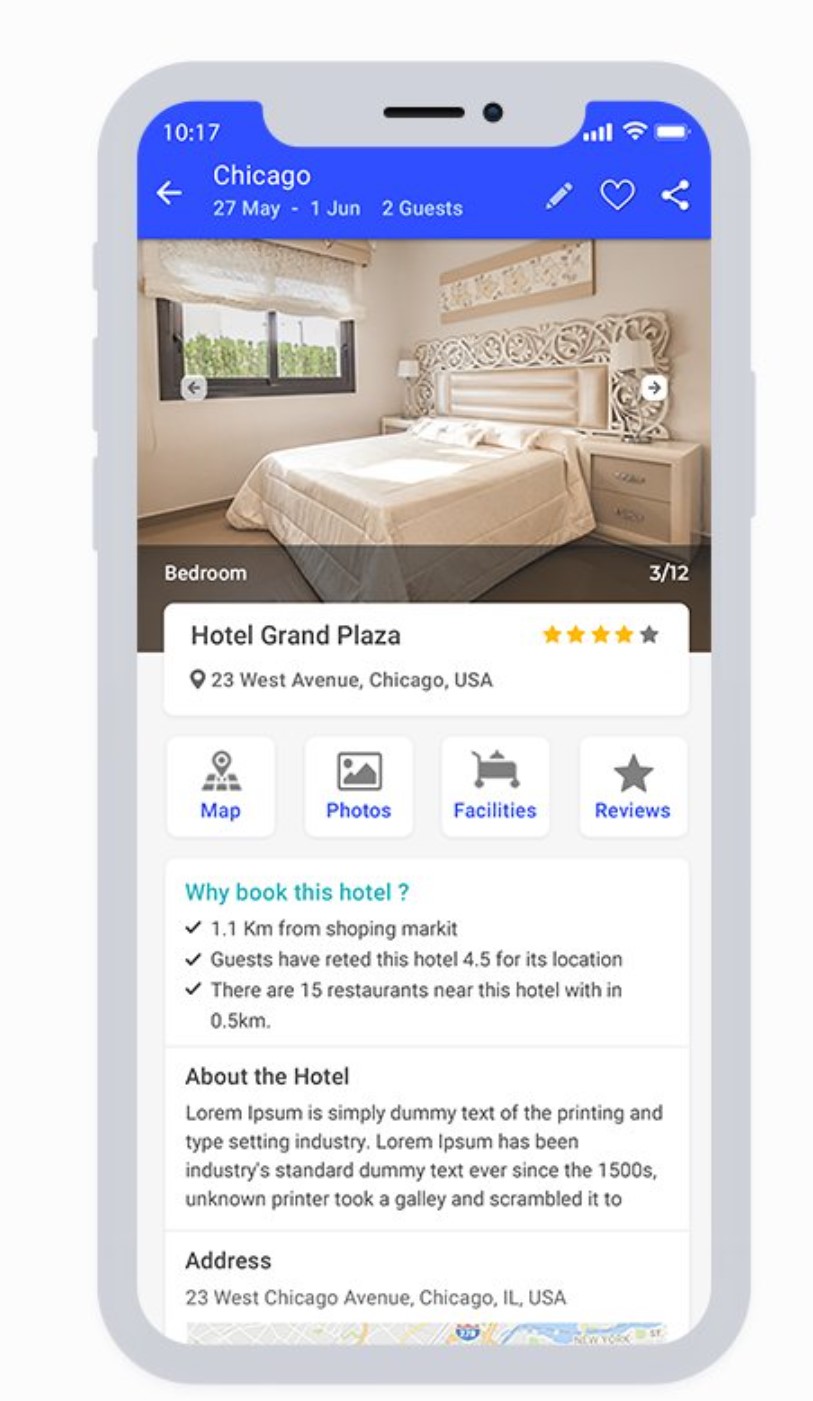 10:17
Chicago
27 May - 1 Jun 2 Guests
Bedroom
3/12
Hotel Grand Plaza
23 West Avenue, Chicago, USA
Map
Photos
Facilities
Reviews
Why book this hotel ?
1.1 Km from shoping markit
Guests have reted this hotel 4.5 for its location
There are 15 restaurants near this hotel with in
0.5km.
About the Hotel
Lorem Ipsum is simply dummy text of the printing and
type setting industry. Lorem Ipsum has been
industry's standard dummy text ever since the 1500s,
unknown printer took a galley and scrambled it to
Address
23 West Chicago Avenue, Chicago, IL, USA
270
NEW YORK ST.